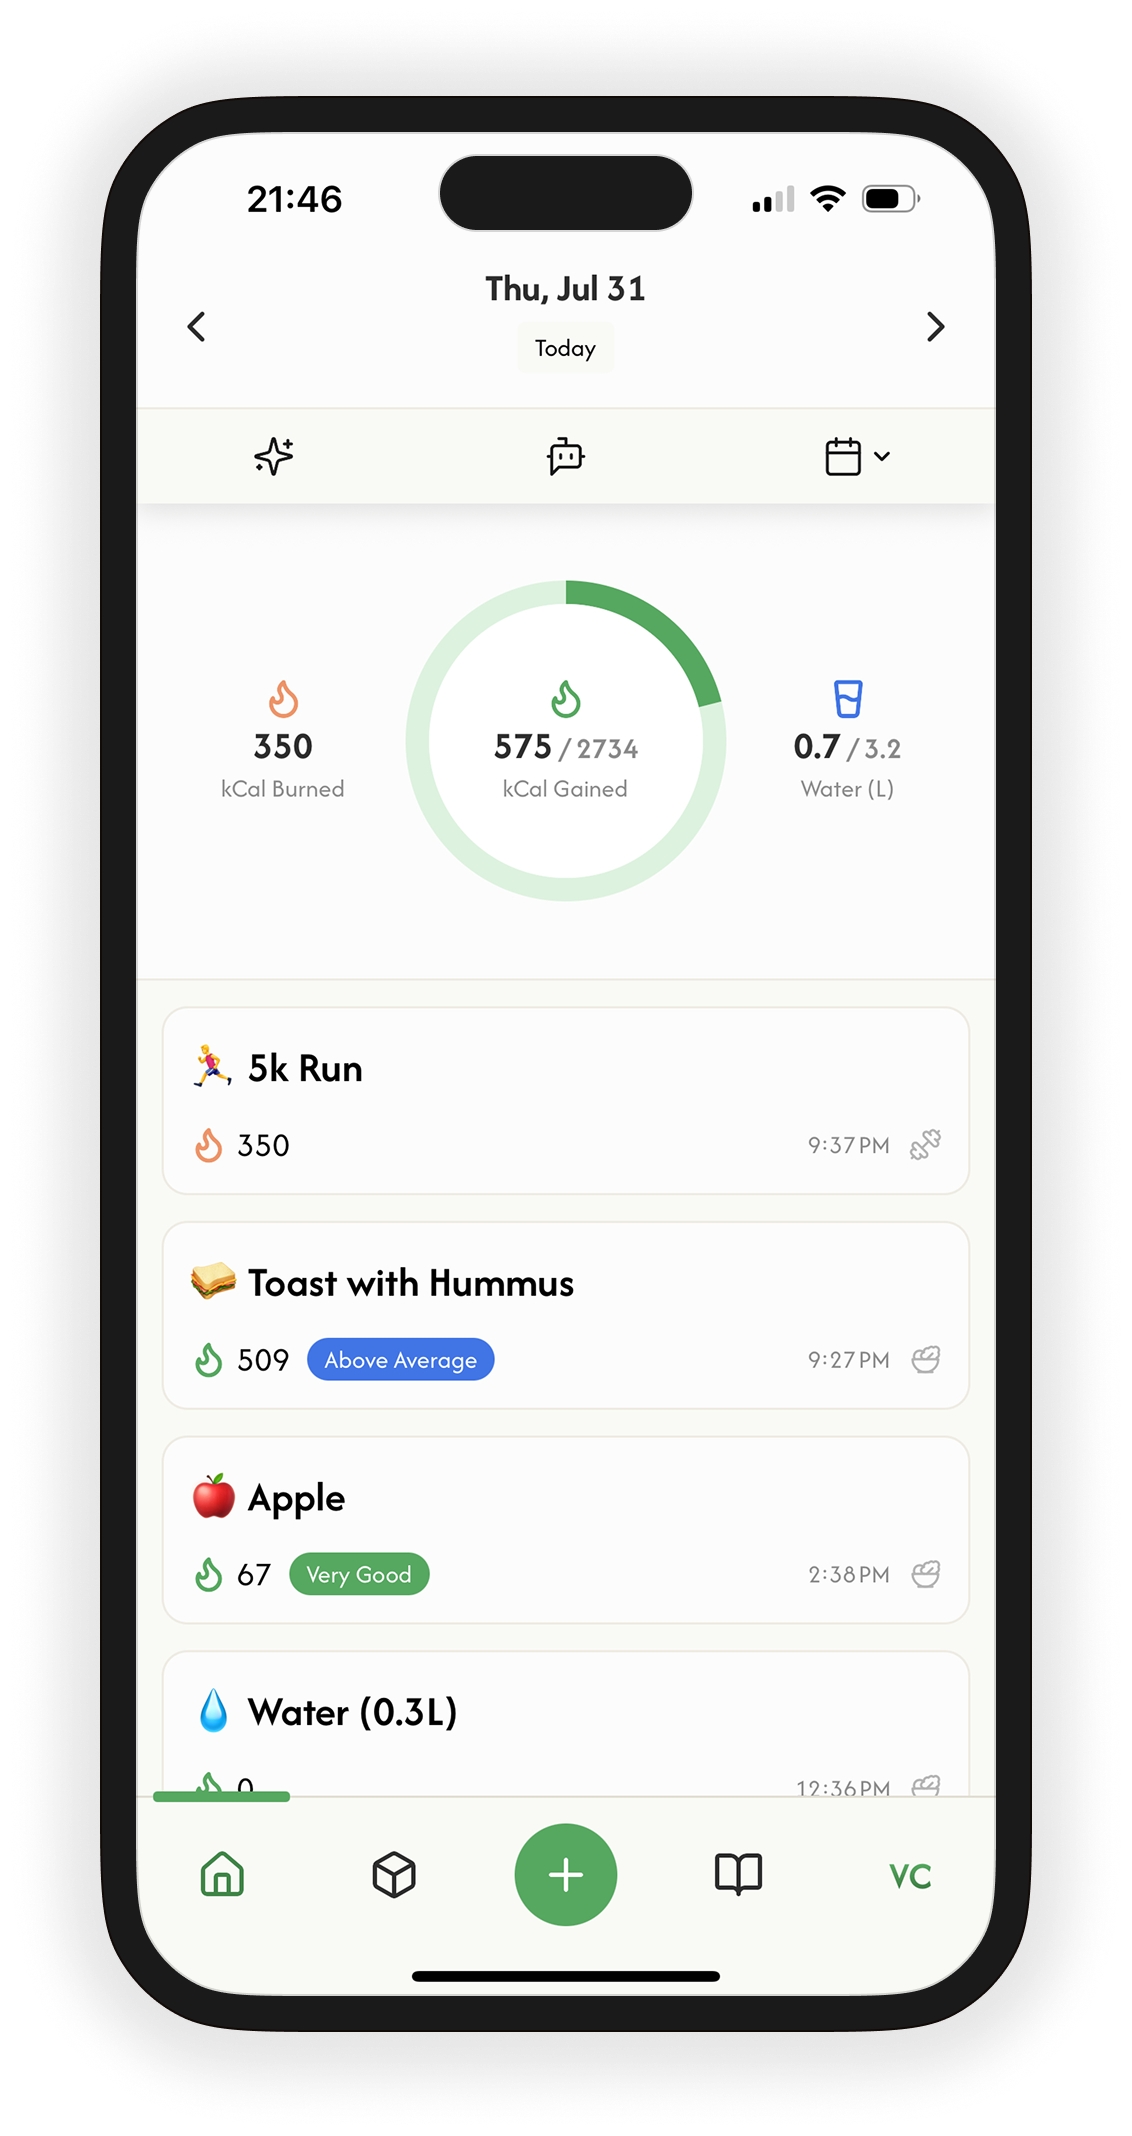 21:46
Thu, Jul 31
Today
350
kCal Burned
575 / 2734
kCal Gained
0.7 / 3.2
Water (L)
5k Run
350
9:37 PM
Toast with Hummus
509
Above Average
9:27 PM
Apple
67
Very Good
2:38 PM
Water (0.3L)
0
12:36 PM
VC